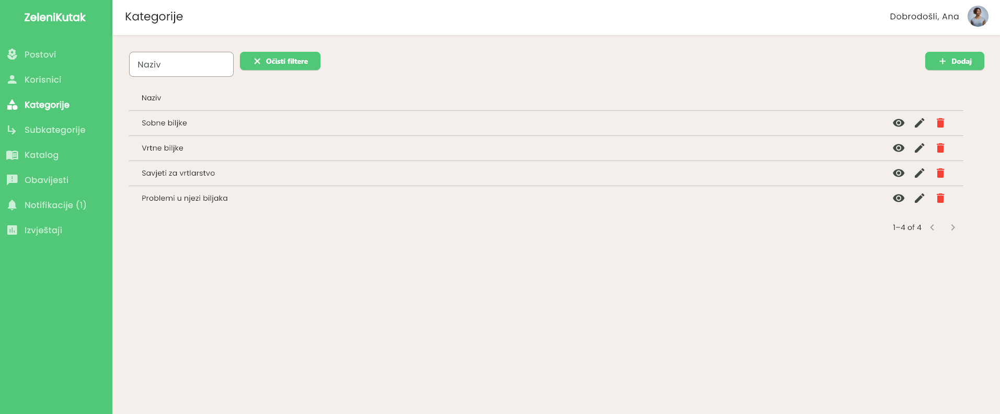 ZeleniKutak
Postovi
Korisnici
Kategorije
Subkategorije
Katalog
Obavijesti
Notifikacije (1)
Izvještaji
Kategorije
Dobrodošli, Ana
Naziv
Očisti filtere
Dodaj
Naziv
Sobne biljke
Vrtne biljke
Savjeti za vrtlarstvo
Problemi u njezi biljaka
1–4 of 4